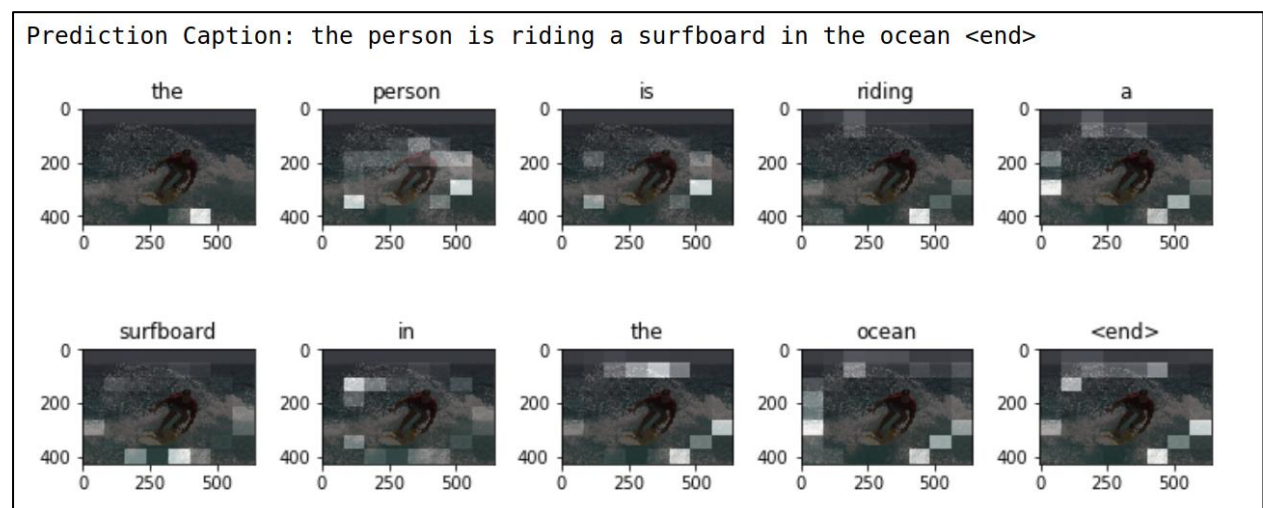 Prediction Caption: the person is riding a surfboard in the ocean <end>
the person is riding a
0 0 0 0 0
200 200 200 200 200
400 400 400 400 400
0 250 500 0 250 500 0 250 500 0 250 500 0 250 500
surfboard in the ocean <end>
0 0 0 0 0
200 200 200 200 200
400 400 400 400 400
0 250 500 0 250 500 0 250 500 0 250 500 0 250 500